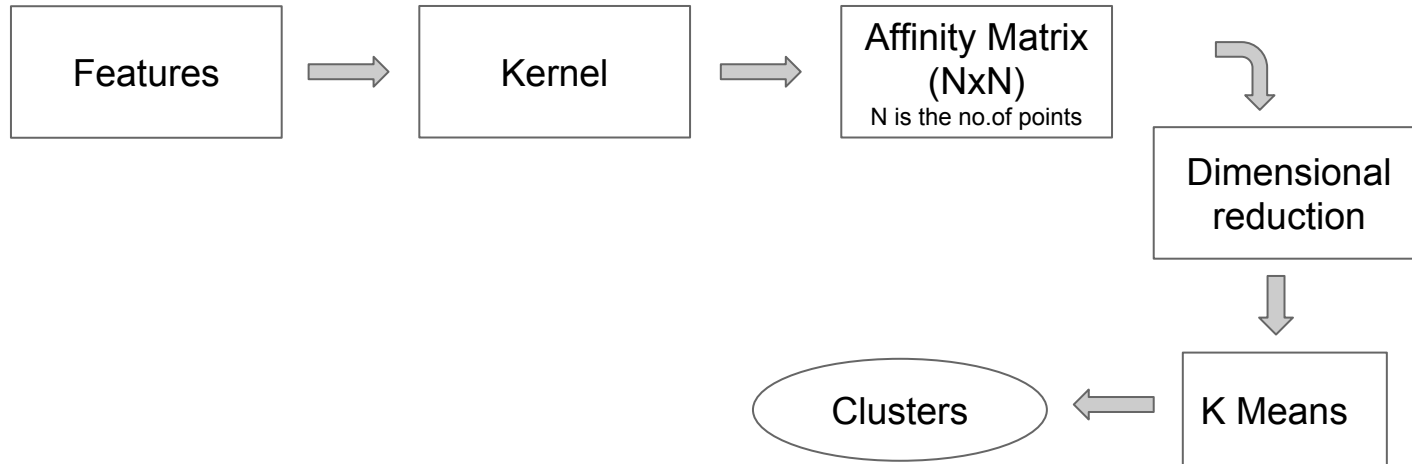 Features
Kernel
Affinity Matrix
(NxN)
N is the no.of points
Dimensional
reduction
K Means
Clusters